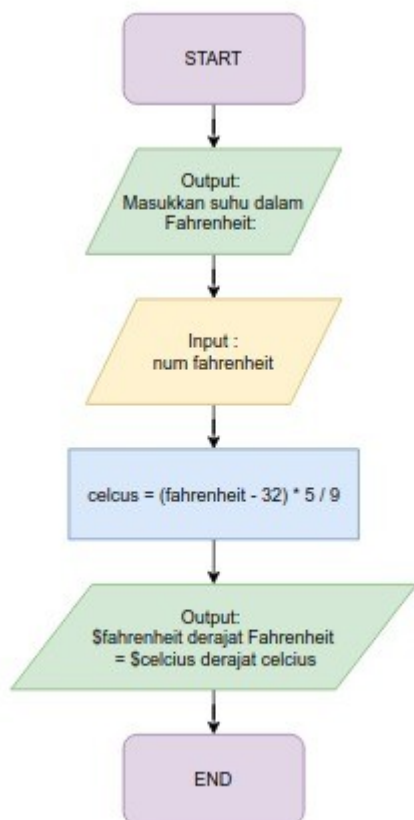 START
Output:
Masukkan suhu dalam
Fahrenheit:
Input :
num fahrenheit
celcus = (fahrenheit - 32) * 5 / 9
Output:
$fahrenheit derajat Fahrenheit
= $celcius derajat celcius
END